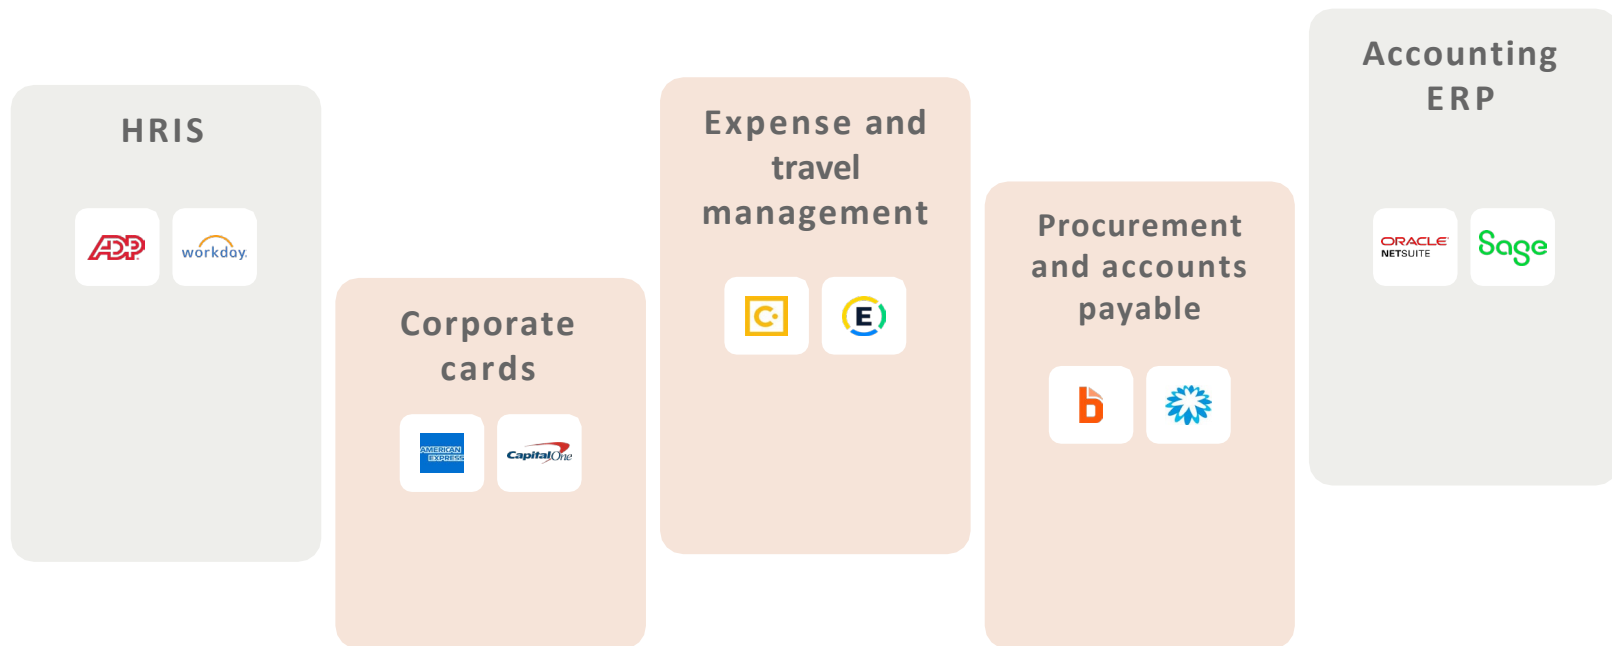 HRIS
ADP
workday.
Corporate
cards
AMERICAN
EXPRESS
Capital One
Expense and
travel
management
C
E
Procurement
and accounts
payable
b
Accounting
ERP
ORACLE
NETSUITE
Sage